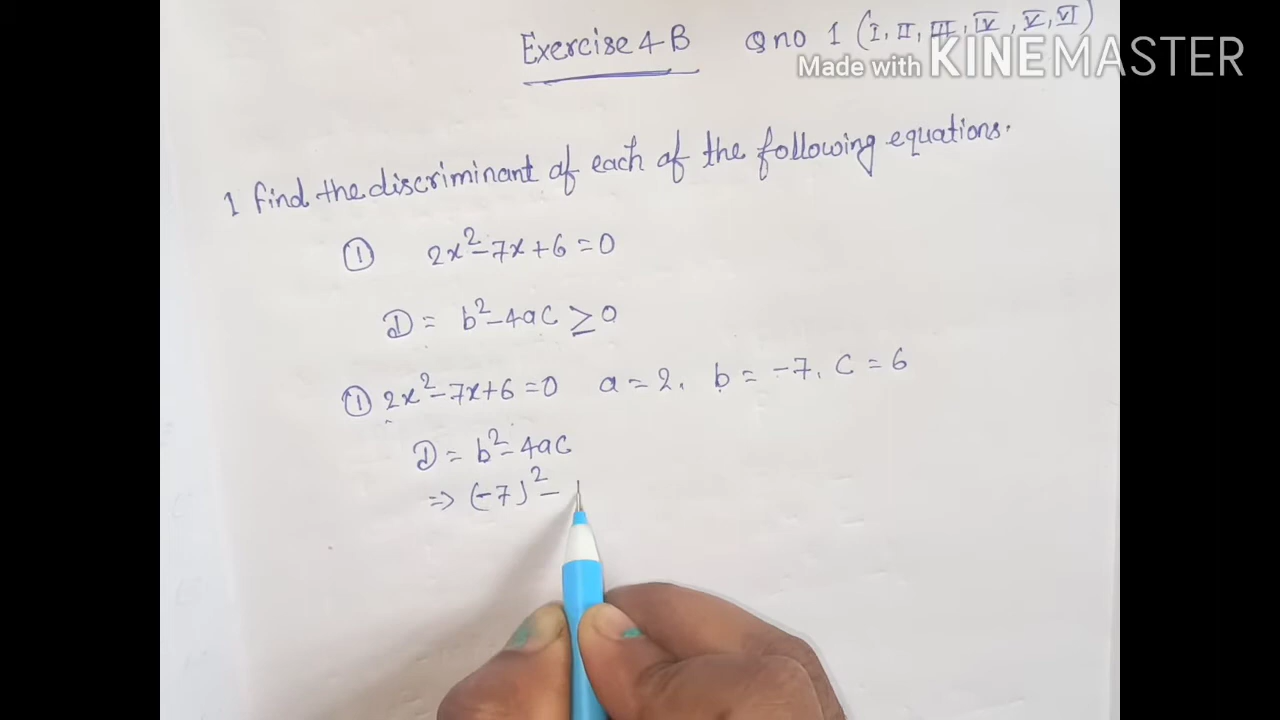 Exercise 4-B Qno 1 (I, II, III, IV, V, VI)
Made with KINEMASTER
1 find the discriminant of each of the following equations.
① 2x²-7x+6=0
D = b²-4ac ≥ 0
① 2x²-7x+6=0 a=2, b=-7, c=6
D = b²-4ac
⇒ (-7)² -